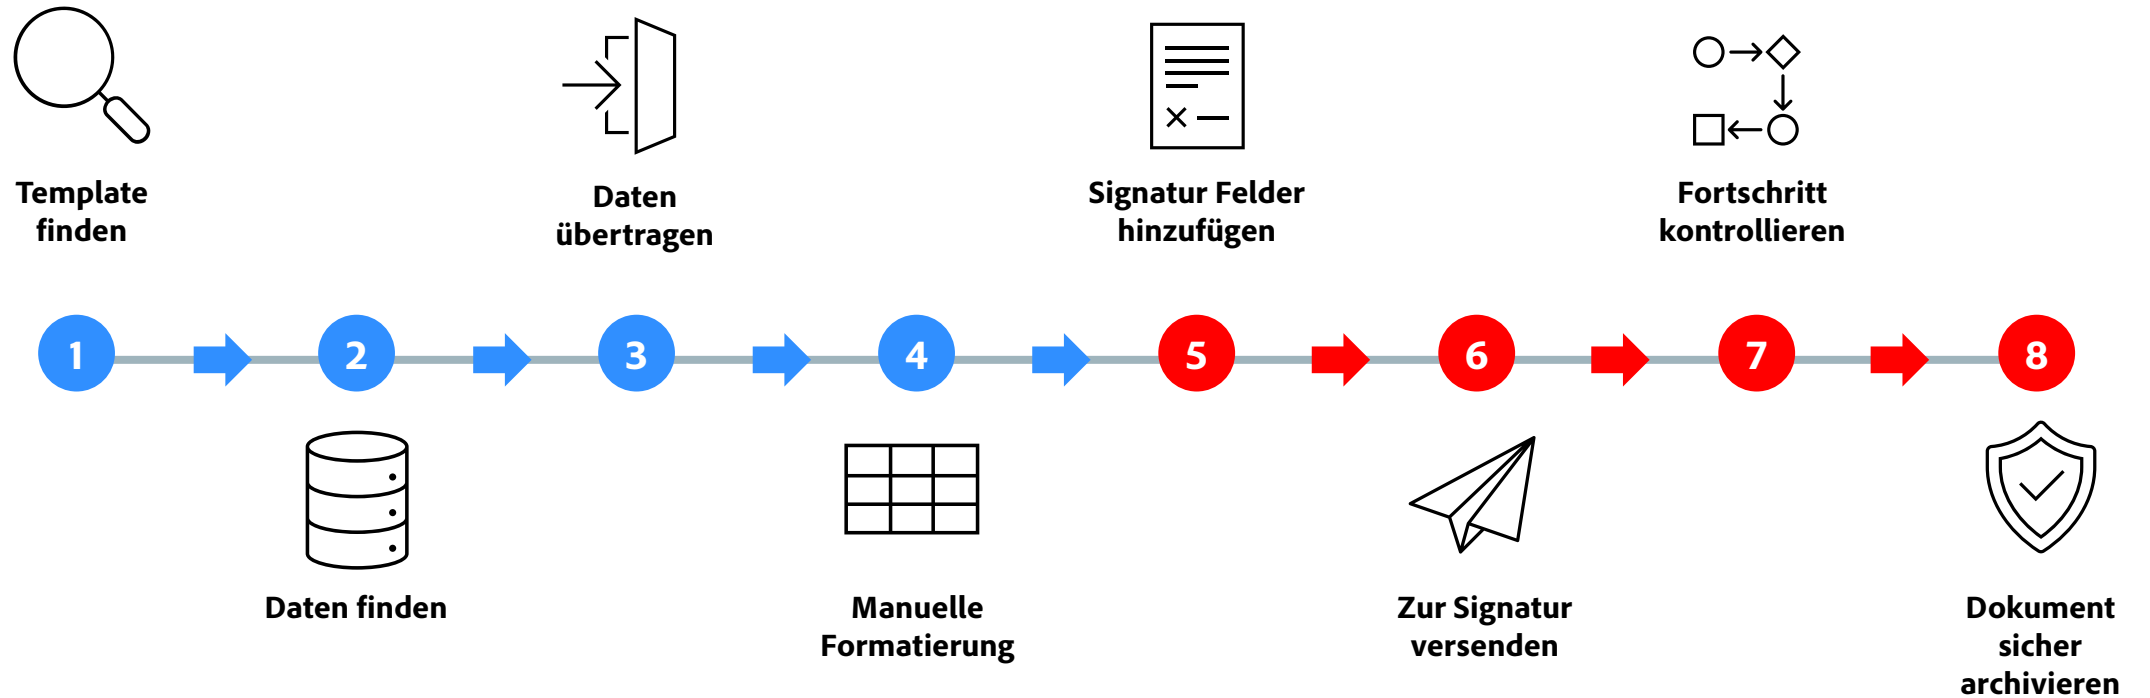 Template
finden
Daten
übertragen
Signatur Felder
hinzufügen
Fortschritt
kontrollieren
1
2
3
4
5
6
7
8
Daten finden
Manuelle
Formatierung
Zur Signatur
versenden
Dokument
sicher
archivieren